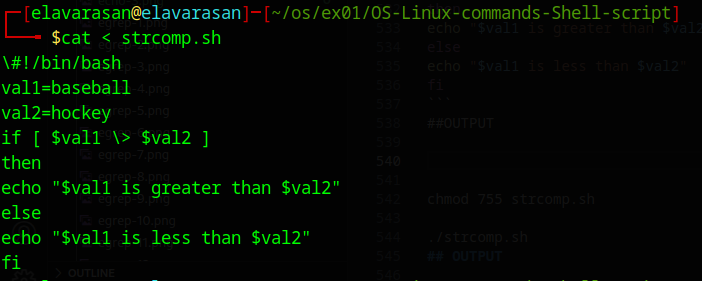 ┌─[elavarasan@elavarasan]─[~/os/ex01/OS-Linux-commands-Shell-script]
└──╼ $cat < strcomp.sh
\#!/bin/bash
val1=baseball
val2=hockey
if [ $val1 \> $val2 ]
then
echo "$val1 is greater than $val2"
else
echo "$val1 is less than $val2"
fi
echo "$val1 is greater than $val2
534 else
535 echo "$val1 is less than $val2"
536 fi
537 ```
538 ##OUTPUT
539
540
541
542 chmod 755 strcomp.sh
543
544 ./strcomp.sh
545 ## OUTPUT
546
egrep-3.png
egrep-4.png
egrep-5.png
egrep-7.png
egrep-8.png
egrep-10.png
> OUTLINE